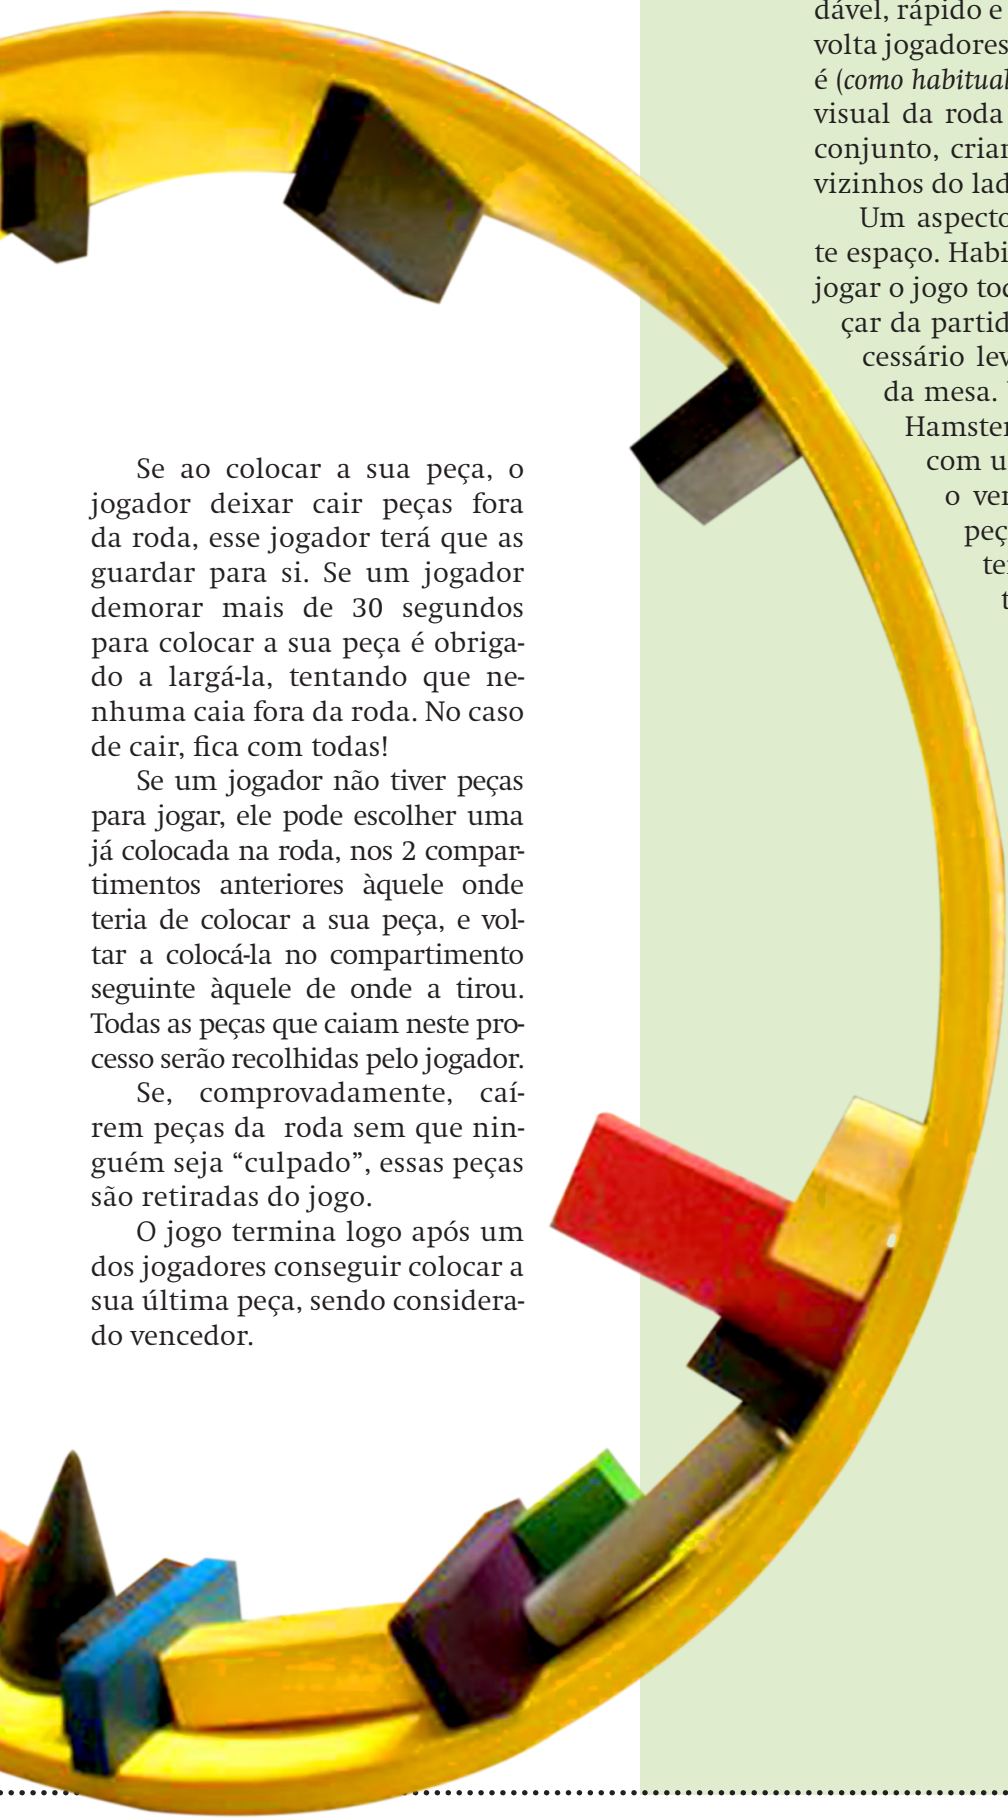 Se ao colocar a sua peça, o
jogador deixar cair peças fora
da roda, esse jogador terá que as
guardar para si. Se um jogador
demorar mais de 30 segundos
para colocar a sua peça é obriga-
do a largá-la, tentando que ne-
nhuma caia fora da roda. No caso
de cair, fica com todas!
Se um jogador não tiver peças
para jogar, ele pode escolher uma
já colocada na roda, nos 2 compar-
timentos anteriores àquele onde
teria de colocar a sua peça, e vol-
tar a colocá-la no compartimento
seguinte àquele de onde a tirou.
Todas as peças que caiam neste pro-
cesso serão recolhidas pelo jogador.
Se, comprovadamente, caí-
rem peças da roda sem que nin-
guém seja “culpado”, essas peças
são retiradas do jogo.
O jogo termina logo após um
dos jogadores conseguir colocar a
sua última peça, sendo considera-
do vencedor.
dável, rápido e
volta jogadores
é (como habitual
visual da roda
conjunto, crian
vizinhos do lad
Um aspecto
te espaço. Habi
jogar o jogo tod
çar da partid
cessário lev
da mesa.
Hamster
com u
o ven
peç
te
t